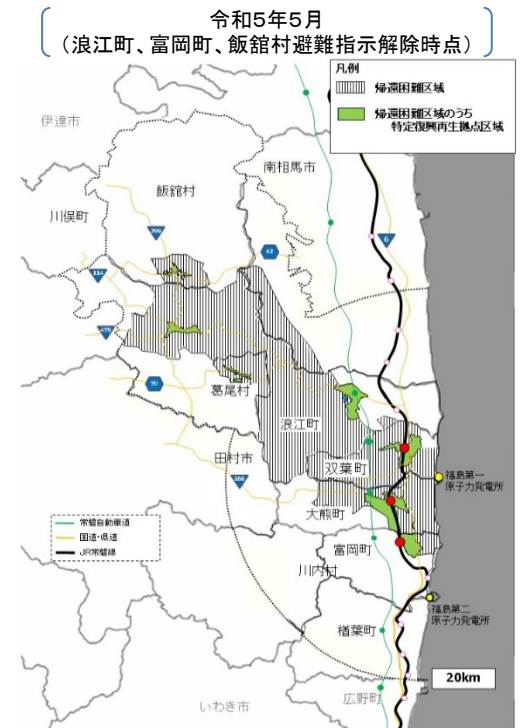 令和5年5月
(浪江町、富岡町、飯舘村避難指示解除時点)
凡例
帰還困難区域
帰還困難区域のうち
特定復興再生拠点区域
伊達市
南相馬市
飯舘村
川俣町
62
6
114
葛尾村
50
浪江町
田村市
双葉町
福島第一
原子力発電所
大熊町
常磐自動車道
国道・県道
JR常磐線
富岡町
川内村
福島第二
原子力発電所
楢葉町
20km
広野町
いわき市